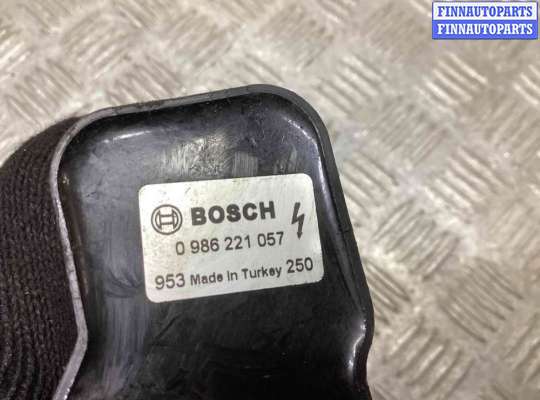 FINNAUTOPARTS
FINNAUTOPARTS
BOSCH
0 986 221 057
953 Made in Turkey 250